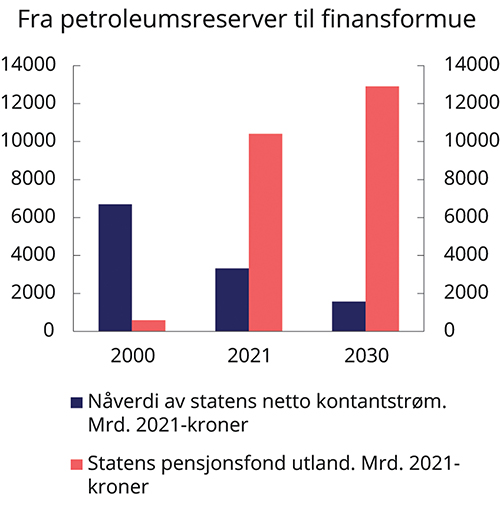 Fra petroleumsreserver til finansformue
14000 14000
12000 12000
10000 10000
8000 8000
6000 6000
4000 4000
2000 2000
0 0
2000 2021 2030
Nåverdi av statens netto kontantstrøm.
Mrd. 2021-kroner
Statens pensjonsfond utland. Mrd. 2021-
kroner